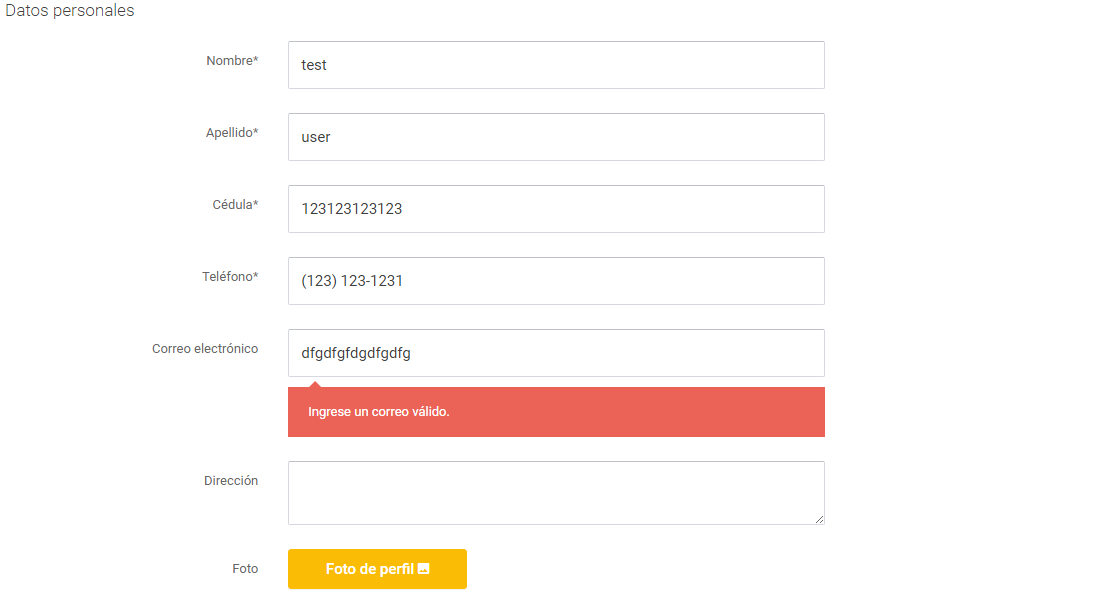 Datos personales
Nombre* test
Apellido* user
Cédula* 123123123123
Teléfono* (123) 123-1231
Correo electrónico dfgdfgfdgdfgdfg
Ingrese un correo válido.
Dirección
Foto Foto de perfil